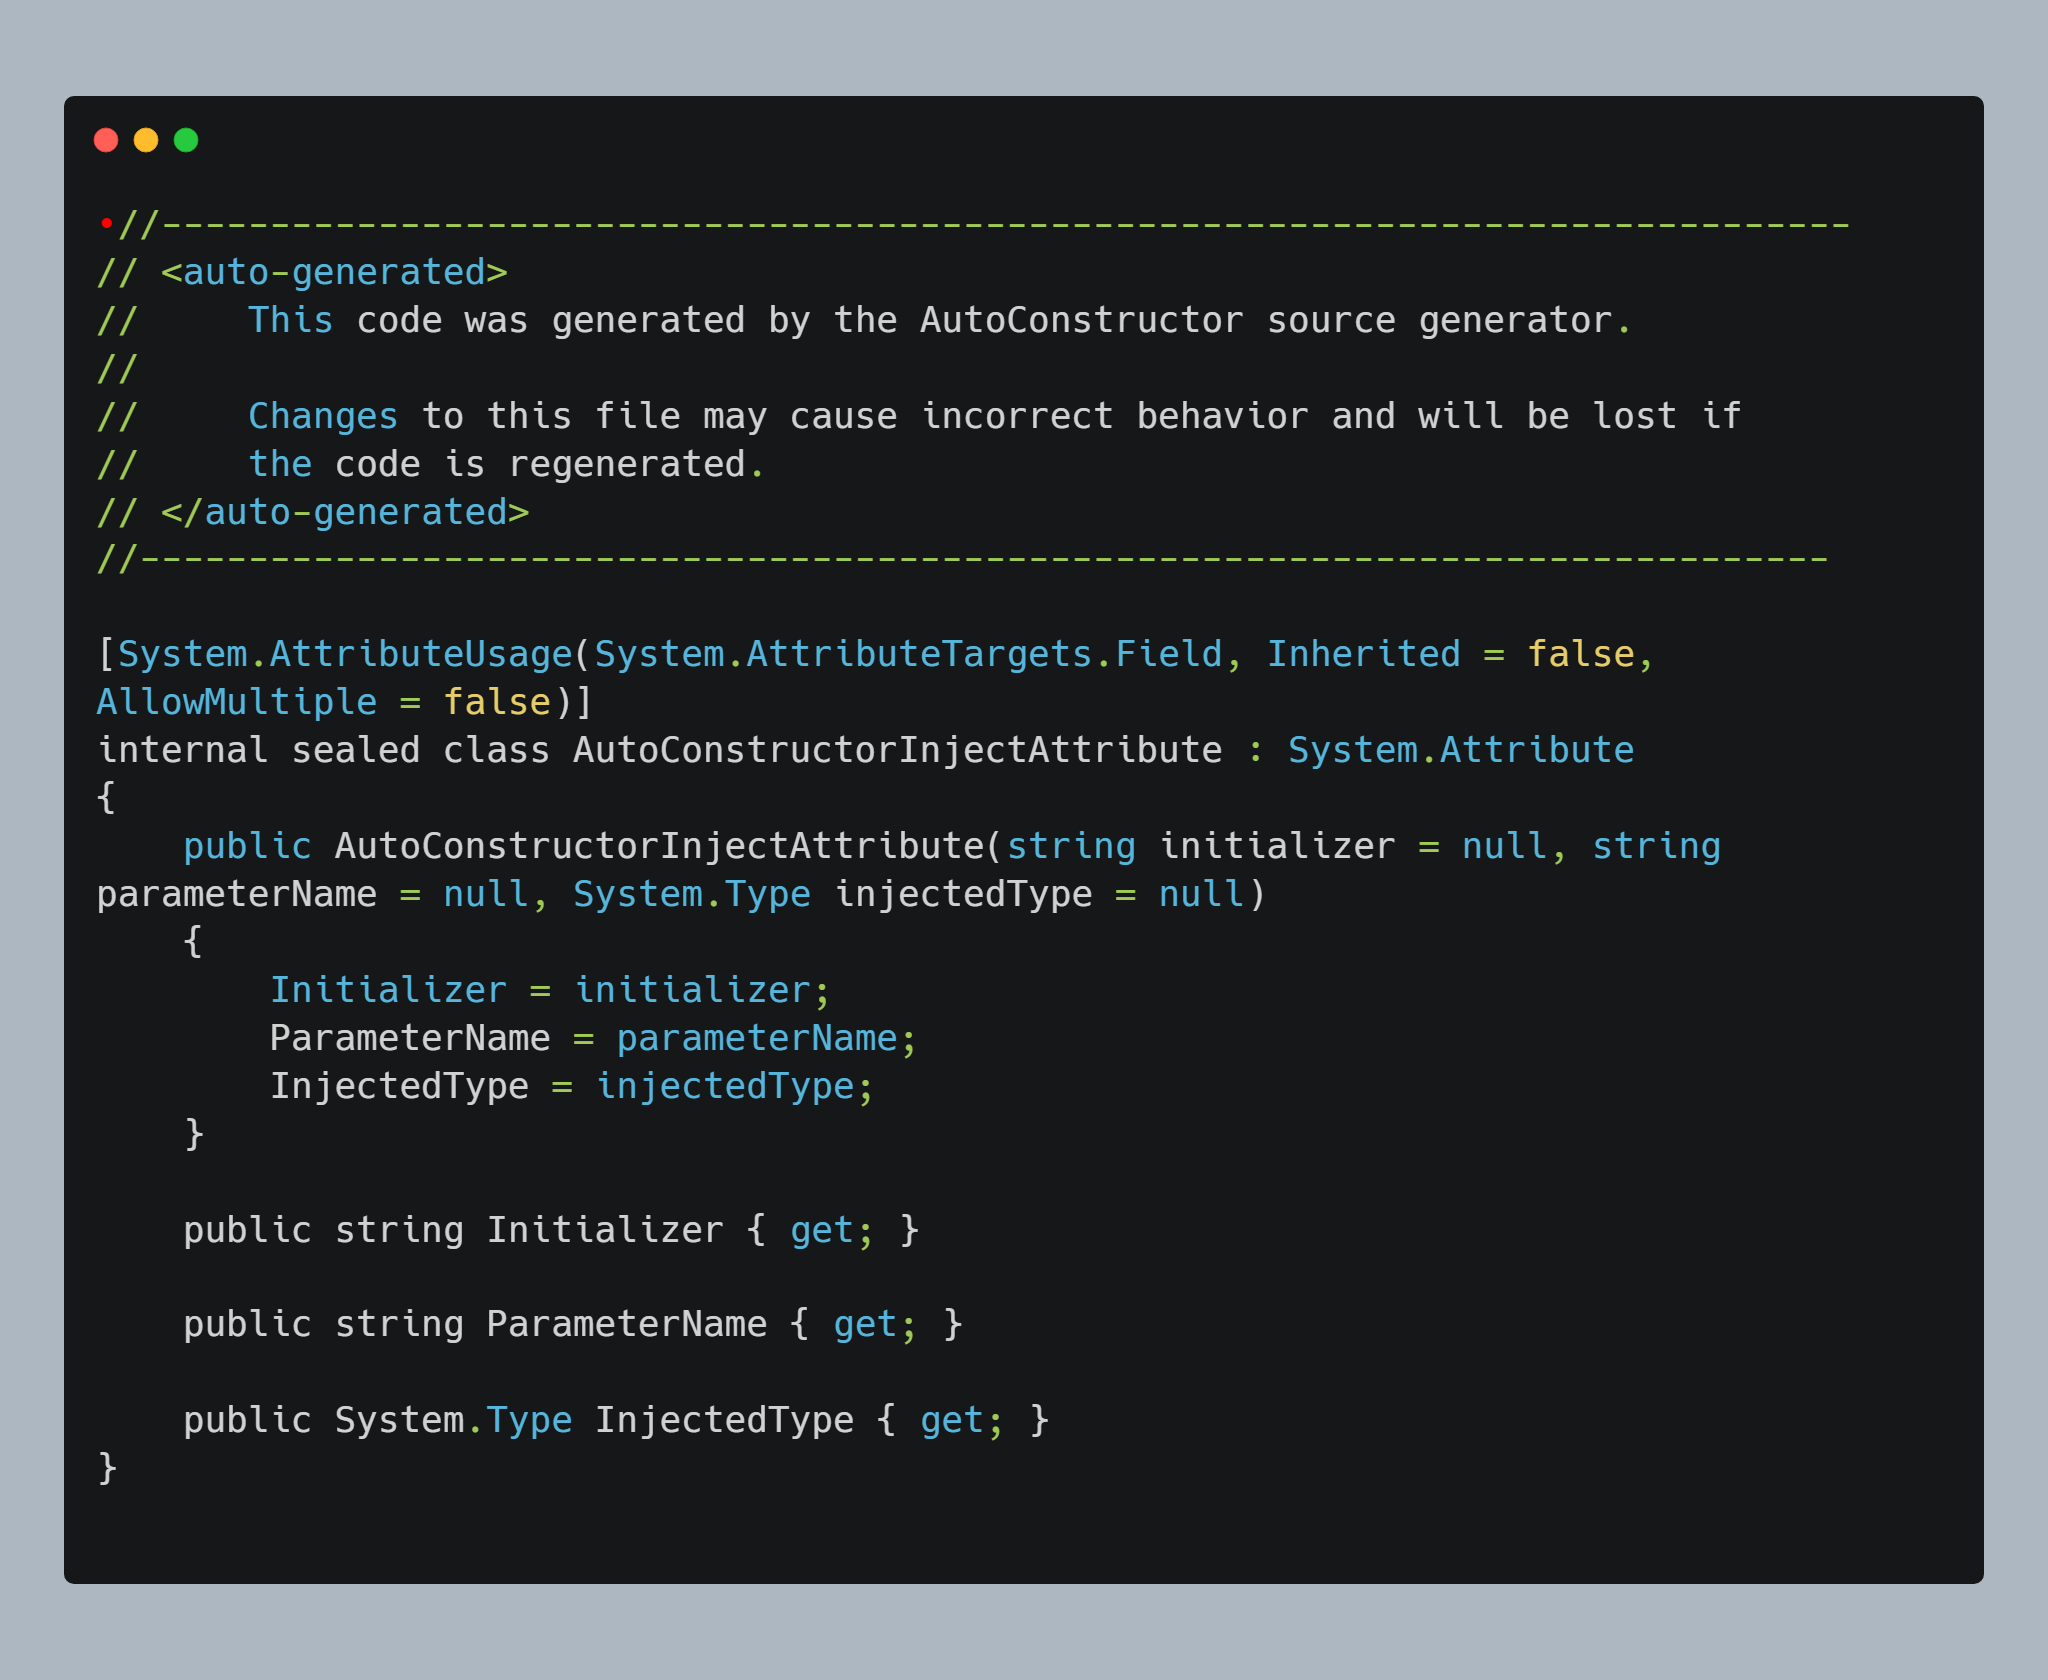 •//------------------------------------------------------------------------------
// <auto-generated>
//     This code was generated by the AutoConstructor source generator.
//
//     Changes to this file may cause incorrect behavior and will be lost if
//     the code is regenerated.
// </auto-generated>
//------------------------------------------------------------------------------
[System.AttributeUsage(System.AttributeTargets.Field, Inherited = false,
AllowMultiple = false)]
internal sealed class AutoConstructorInjectAttribute : System.Attribute
{
    public AutoConstructorInjectAttribute(string initializer = null, string
parameterName = null, System.Type injectedType = null)
    {
        Initializer = initializer;
        ParameterName = parameterName;
        InjectedType = injectedType;
    }
    public string Initializer { get; }
    public string ParameterName { get; }
    public System.Type InjectedType { get; }
}